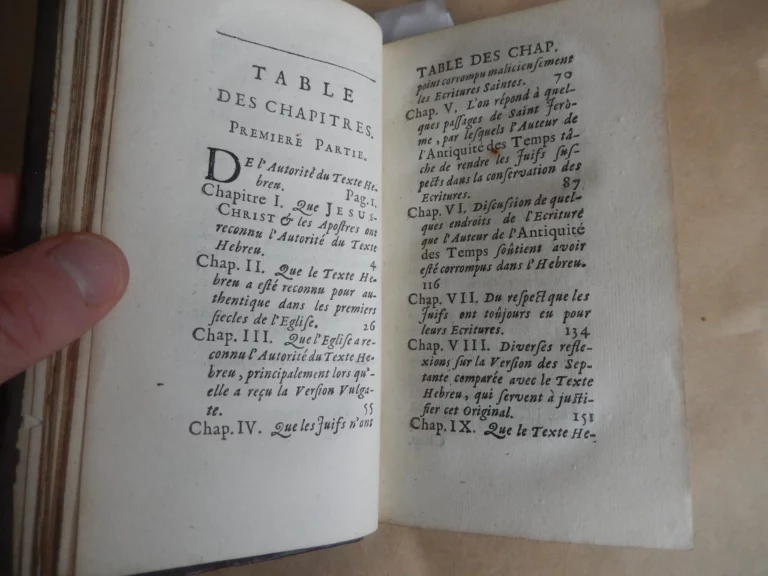 TABLE
DES CHAPITRES.
PREMIERE PARTIE.
DE l'Autorité du Texte He-
breu. Pag. 1.
Chapitre I. Que JESUS-
CHRIST & les Apostres ont
reconnu l'Autorité du Texte
Hebreu. 4
Chap. II. Que le Texte He-
breu a esté reconnu pour au-
thentique dans les premiers
siecles de l'Eglise. 26
Chap. III. Que l'Eglise a re-
connu l'Autorité du Texte He-
breu, principalement lors qu'-
elle a reçu la Version Vulga-
te. 55
Chap. IV. Que les Juifs n'ont
TABLE DES CHAP.
point corrompu malicieusement
les Ecritures Saintes. 70
Chap. V. L'on répond à quel-
ques passages de Saint Jerô-
me, par lesquels l'Auteur de
l'Antiquité des Temps tâ-
che de rendre les Juifs sus-
pects dans la conservation des
Ecritures. 87
Chap. VI. Discussion de quel-
ques endroits de l'Ecriture
que l'Auteur de l'Antiquité
des Temps soûtient avoir
esté corrompus dans l'Hebreu.
116
Chap. VII. Du respect que les
Juifs ont toûjours eu pour
leurs Ecritures. 134
Chap. VIII. Diverses refle-
xions sur la Version des Sep-
tante comparée avec le Texte
Hebreu, qui servent à justi-
fier cet Original. 151
Chap. IX. Que le Texte He-